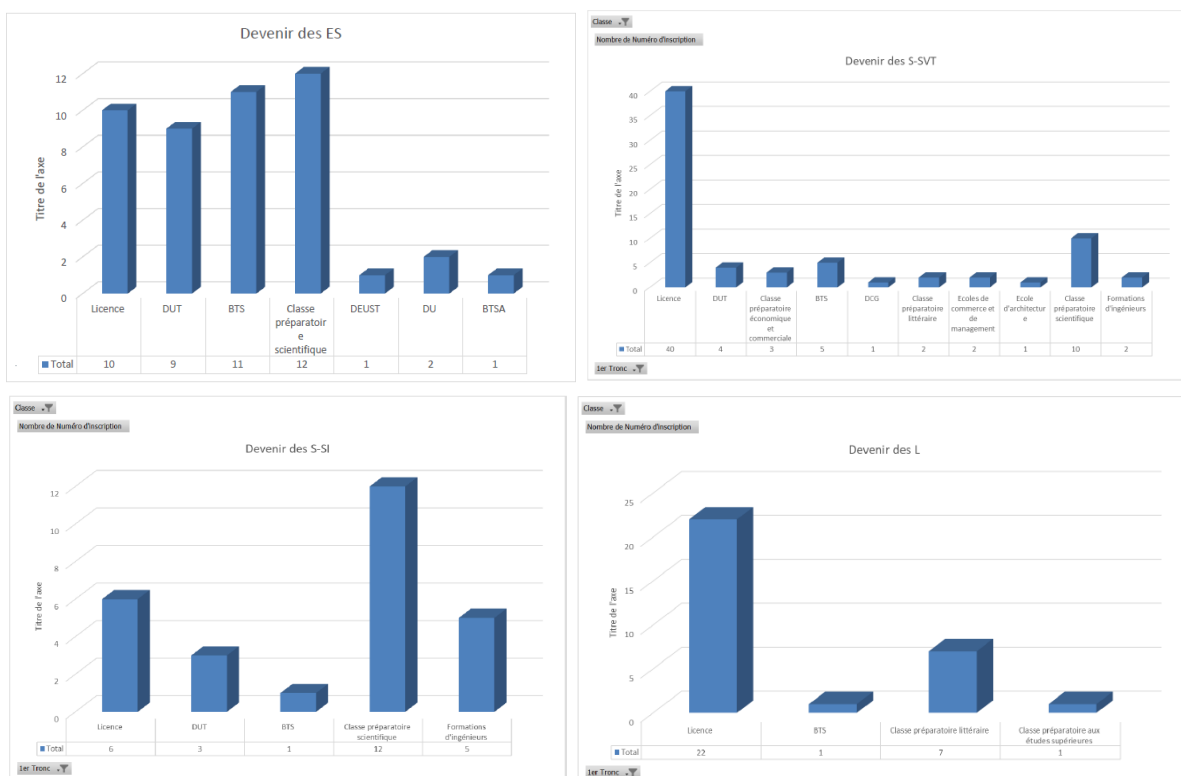 Devenir des ES
Titre de l'axe
12
10
8
6
4
2
0
Licence
DUT
BTS
Classe
préparatoir
e
scientifique
DEUST
DU
BTSA
Total 10 9 11 12 1 2 1
Classe
Nombre de Numéro d'inscription
Devenir des S-SVT
Titre de l'axe
40
35
30
25
20
15
10
5
0
Licence
DUT
Classe
préparatoire
économique et
commerciale
BTS
DCG
Classe
préparatoire
littéraire
Ecoles de
commerce et de
management
Ecole
d'architectur
e
Classe
préparatoire
scientifique
Formations
d'ingénieurs
Total 40 4 3 5 1 2 2 1 10 2
1er Tronc
Classe
Nombre de Numéro d'inscription
Devenir des S-SI
Titre de l'axe
12
10
8
6
4
2
0
Licence
DUT
BTS
Classe préparatoire
scientifique
Formations
d'ingénieurs
Total 6 3 1 12 5
1er Tronc
Classe
Nombre de Numéro d'inscription
Devenir des L
Titre de l'axe
25
20
15
10
5
0
Licence
BTS
Classe préparatoire littéraire
Classe préparatoire aux
études supérieures
Total 22 1 7 1
1er Tronc